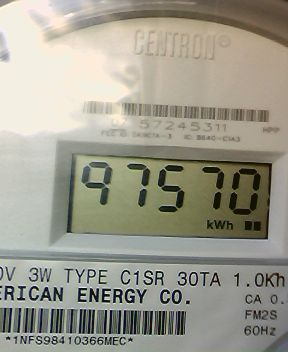 CENTRON®
57245311
97570
kWh
0V 3W TYPE C1SR 30TA 1.0Kh
ERICAN ENERGY CO. CA 0.
FM2S
60Hz
*1NFS98410366MEC*